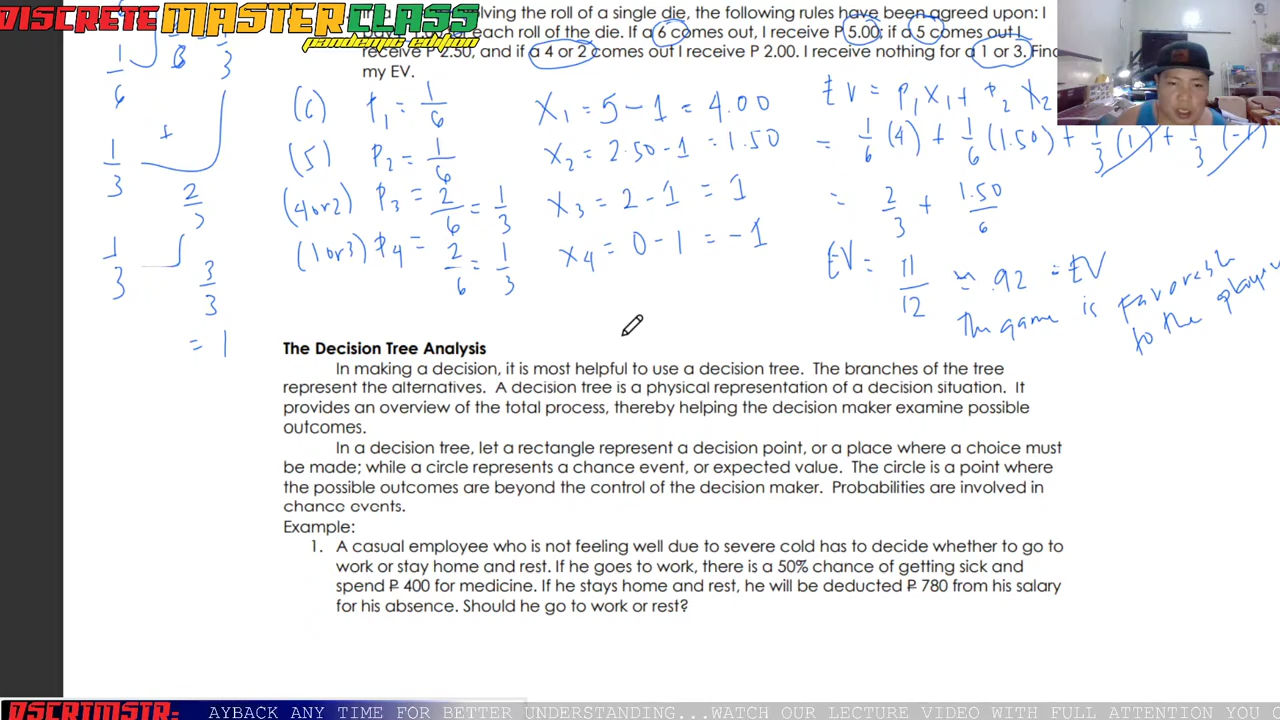 DISCRETE MASTER CLASS
pandemic edition
olving the roll of a single die, the following rules have been agreed upon: I
each roll of the die. If a 6 comes out, I receive P 5.00; if a 5 comes out I
receive P 2.50, and if a 4 or 2 comes out I receive P 2.00. I receive nothing for a 1 or 3. Find
my EV.
(6) P1 = 1/6 X1 = 5 - 1 = 4.00
(5) P2 = 1/6 X2 = 2.50 - 1 = 1.50
(4 or 2) P3 = 2/6 = 1/3 X3 = 2 - 1 = 1
(1 or 3) P4 = 2/6 = 1/3 X4 = 0 - 1 = -1
EV = P1 X1 + P2 X2
= 1/6 (4) + 1/6 (1.50) + 1/3 (1) + 1/3 (-1)
= 2/3 + 1.50/6
EV = 11/12 ≈ .92 = EV
The game is
to the player
1/6
1/3 +
2/3
1/3
3/3
= 1
The Decision Tree Analysis
In making a decision, it is most helpful to use a decision tree. The branches of the tree
represent the alternatives. A decision tree is a physical representation of a decision situation. It
provides an overview of the total process, thereby helping the decision maker examine possible
outcomes.
In a decision tree, let a rectangle represent a decision point, or a place where a choice must
be made; while a circle represents a chance event, or expected value. The circle is a point where
the possible outcomes are beyond the control of the decision maker. Probabilities are involved in
chance events.
Example:
1. A casual employee who is not feeling well due to severe cold has to decide whether to go to
work or stay home and rest. If he goes to work, there is a 50% chance of getting sick and
spend ₱ 400 for medicine. If he stays home and rest, he will be deducted ₱ 780 from his salary
for his absence. Should he go to work or rest?
DSCRTMSTR: AYBACK ANY TIME FOR BETTER UNDERSTANDING...WATCH OUR LECTURE VIDEO WITH FULL ATTENTION YOU C